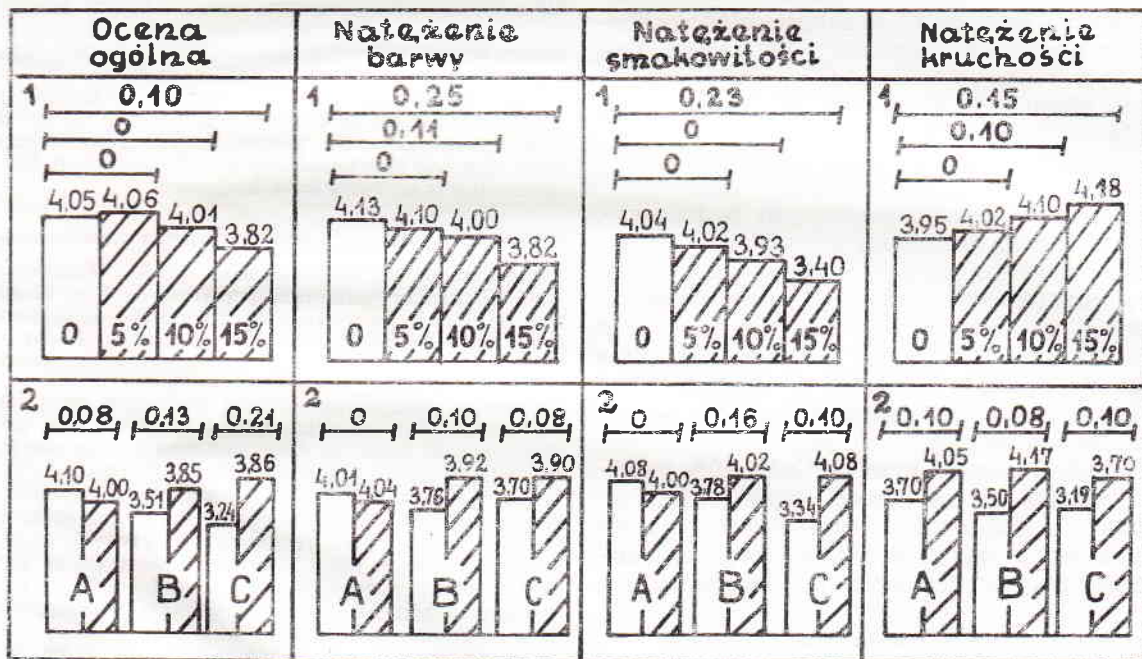 Ocena
ogólna
Natężenie
barwy
Natężenie
smakowitości
Natężenie
kruchości
1
0,10
0
0
4,05 4,06 4,01 3,82
0 5% 10% 15%
1
0,25
0,11
0
4,13 4,10 4,00 3,82
0 5% 10% 15%
1
0,23
0
0
4,04 4,02 3,93 3,40
0 5% 10% 15%
1
0,15
0,10
0
3,95 4,02 4,10 4,18
0 5% 10% 15%
2
0,08 0,13 0,21
4,10 4,00 3,51 3,85 3,24 3,86
A B C
2
0 0,10 0,08
4,01 4,04 3,76 3,92 3,70 3,90
A B C
2
0 0,16 0,10
4,08 4,00 3,78 4,02 3,34 4,08
A B C
2
0,10 0,08 0,10
3,70 4,05 3,50 4,17 3,19 3,70
A B C